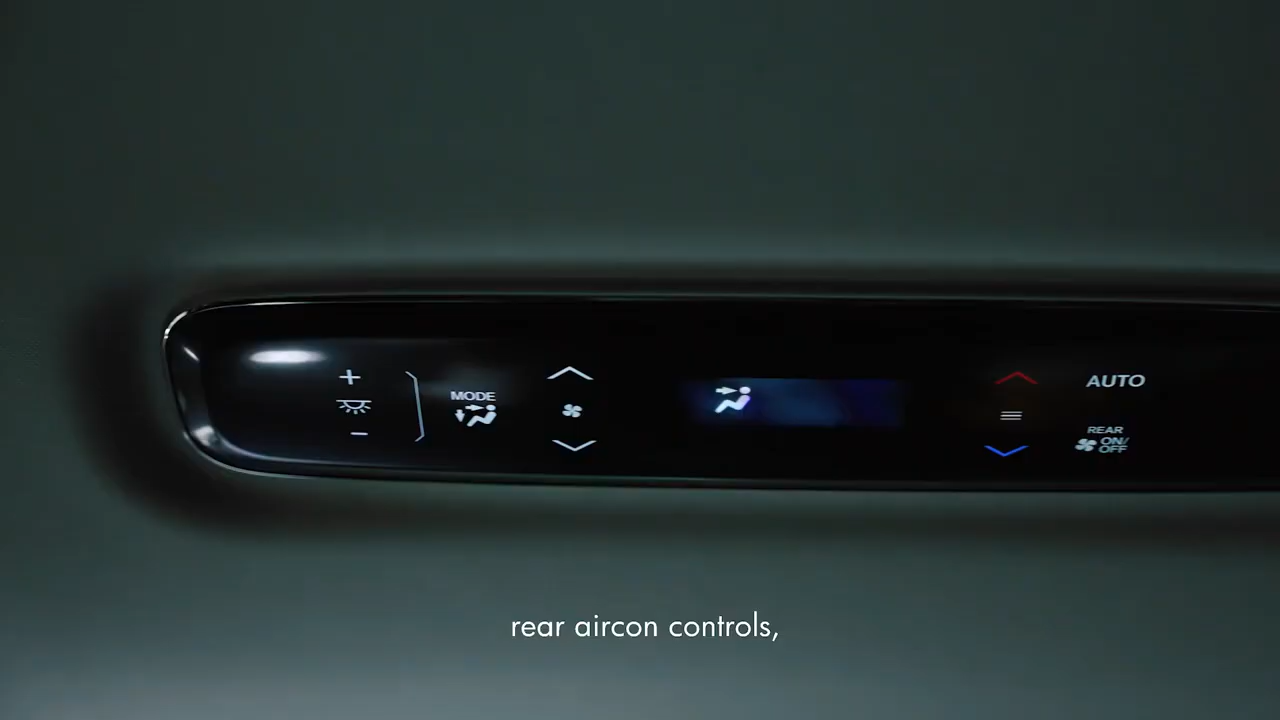 +
MODE
−
AUTO
REAR
ON/
OFF
rear aircon controls,